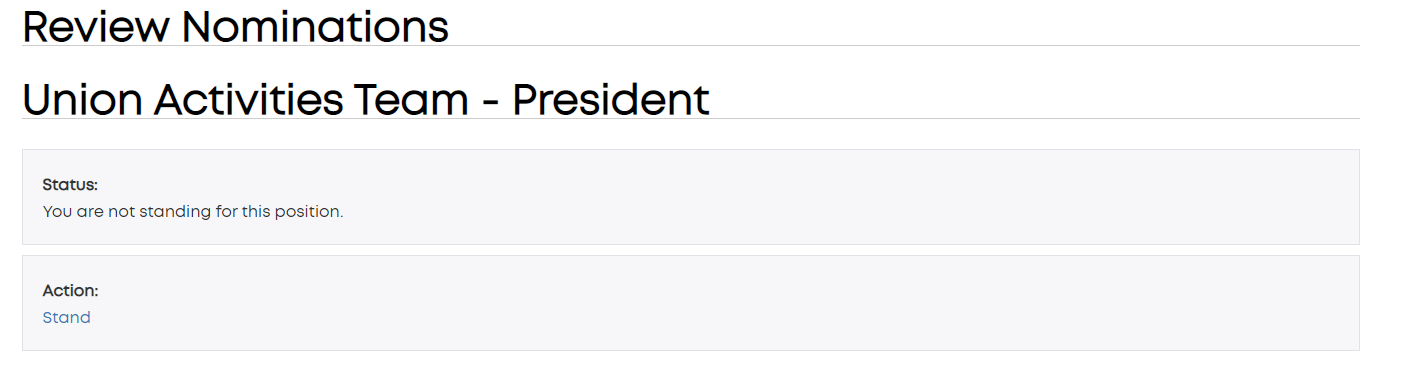 Review Nominations
Union Activities Team - President
Status:
You are not standing for this position.
Action:
Stand